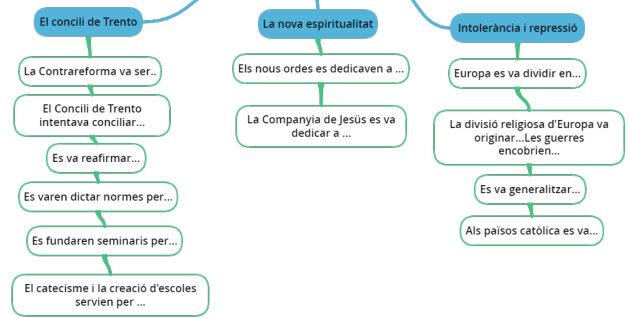 El concili de Trento
La Contrareforma va ser..
El Concili de Trento
intentava conciliar...
Es va reafirmar...
Es varen dictar normes per...
Es fundaren seminaris per...
El catecisme i la creació d'escoles
servien per ...
La nova espiritualitat
Els nous ordes es dedicaven a ...
La Companyia de Jesüs es va
dedicar a ...
Intolerància i repressió
Europa es va dividir en...
La divisió religiosa d'Europa va
originar...Les guerres
encobrien...
Es va generalitzar...
Als països catòlica es va...